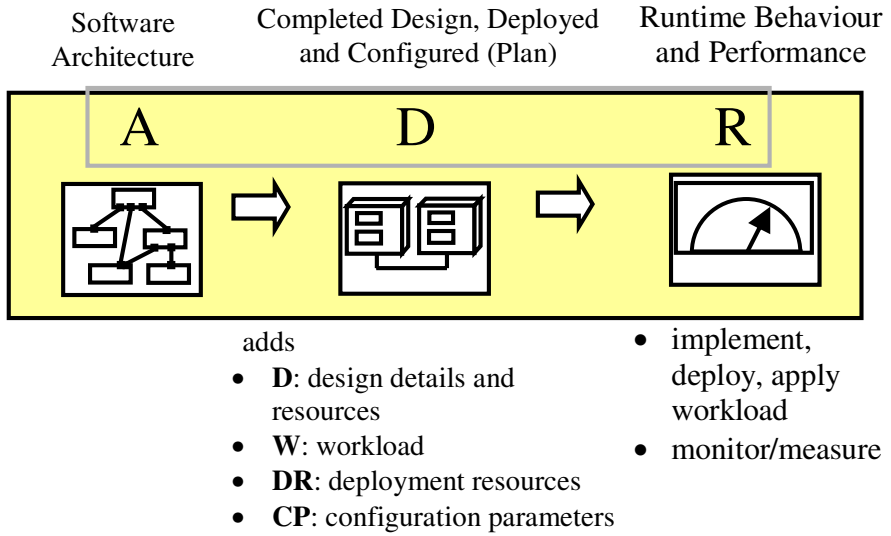 Software
Architecture
Completed Design, Deployed
and Configured (Plan)
Runtime Behaviour
and Performance
A
D
R
adds
• D: design details and
resources
• W: workload
• DR: deployment resources
• CP: configuration parameters
• implement,
deploy, apply
workload
• monitor/measure